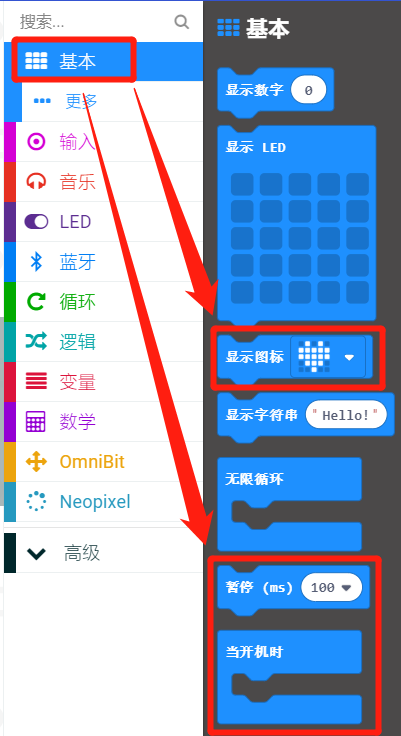 搜索...
基本
更多
输入
音乐
LED
蓝牙
循环
逻辑
变量
数学
OmniBit
Neopixel
高级
基本
显示数字 0
显示 LED
显示图标
显示字符串 "Hello!"
无限循环
暂停 (ms) 100
当开机时